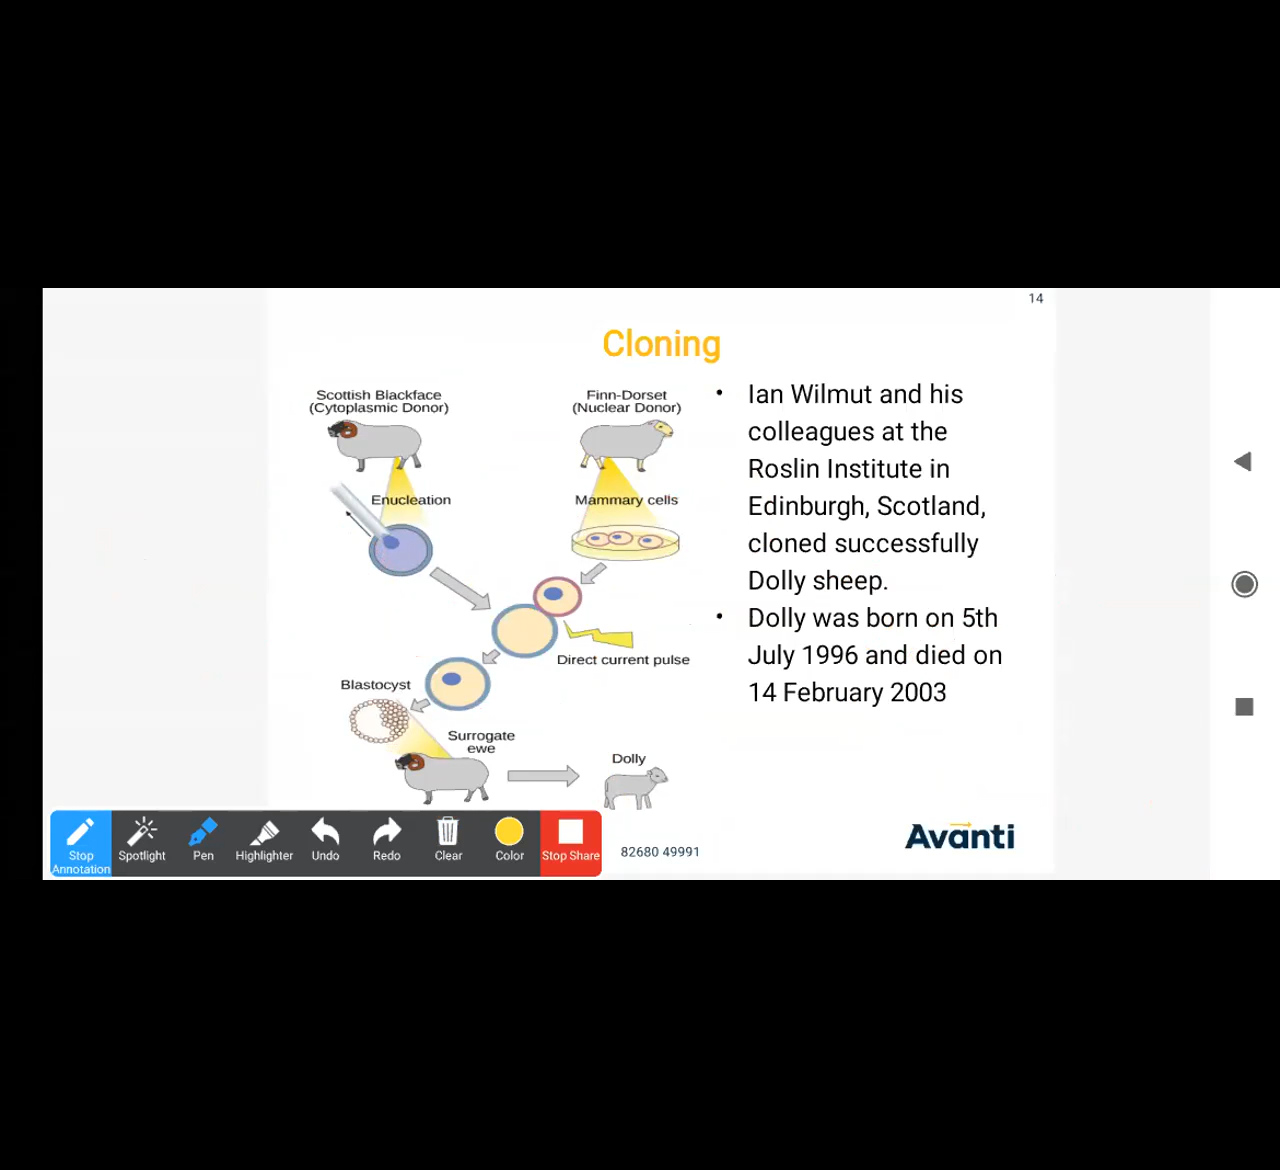 14
Cloning
Scottish Blackface
(Cytoplasmic Donor)
Finn-Dorset
(Nuclear Donor)
Enucleation
Mammary cells
Direct current pulse
Blastocyst
Surrogate
ewe
Dolly
• Ian Wilmut and his
colleagues at the
Roslin Institute in
Edinburgh, Scotland,
cloned successfully
Dolly sheep.
• Dolly was born on 5th
July 1996 and died on
14 February 2003
Stop
Annotation
Spotlight
Pen
Highlighter
Undo
Redo
Clear
Color
Stop Share
82680 49991
Avanti